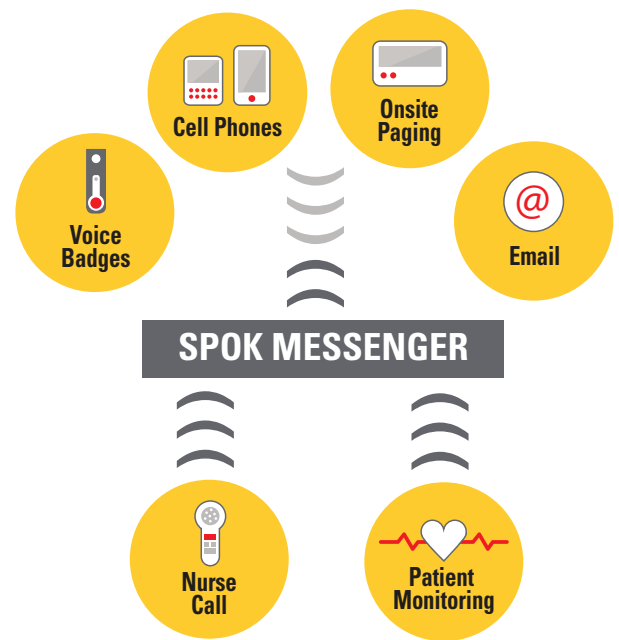 Cell Phones
Onsite
Paging
Voice
Badges
@
Email
SPOK MESSENGER
Nurse
Call
Patient
Monitoring